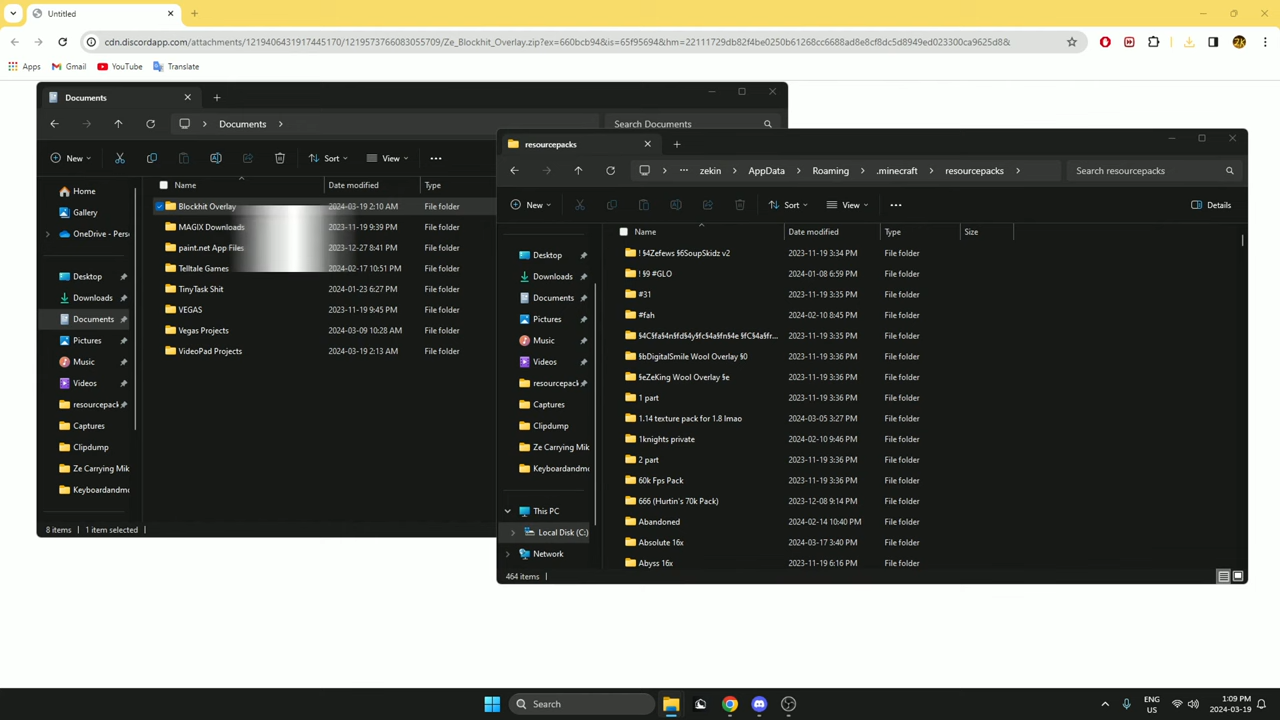 Untitled
cdn.discordapp.com/attachments/1219406431917445170/1219573766083055709/Ze_Blockhit_Overlay.zip?ex=660bcb94&is=65f95694&hm=22111729db82f4be0250b61268cc6688ad8e8cf8dc5d8949ed023300ca9625d8&
Apps Gmail YouTube Translate
Documents
Documents
Search Documents
New Sort View
Name Date modified Type
Home
Gallery
OneDrive - Pers
Desktop
Downloads
Documents
Pictures
Music
Videos
resourcepack
Captures
Clipdump
Ze Carrying Mik
Keyboardandmo
Blockhit Overlay 2024-03-19 2:10 AM File folder
MAGIX Downloads 2023-11-19 9:39 PM File folder
paint.net App Files 2023-12-27 8:41 PM File folder
Telltale Games 2024-02-17 10:51 PM File folder
TinyTask Shit 2024-01-23 6:27 PM File folder
VEGAS 2023-11-19 9:45 PM File folder
Vegas Projects 2024-03-09 10:28 AM File folder
VideoPad Projects 2024-03-19 2:13 AM File folder
8 items 1 item selected
resourcepacks
zekin AppData Roaming .minecraft resourcepacks
Search resourcepacks
New Sort View Details
Name Date modified Type Size
Desktop
Downloads
Documents
Pictures
Music
Videos
resourcepack
Captures
Clipdump
Ze Carrying Mik
Keyboardandmo
This PC
Local Disk (C:)
Network
! §4Zefews §6SoupSkidz v2 2023-11-19 3:34 PM File folder
! §9 #GLO 2024-01-08 6:59 PM File folder
#31 2023-11-19 3:35 PM File folder
#fah 2024-02-10 8:45 PM File folder
§4C§fa§4n§fd§4y§fc§4a§fn§4e §fC§4a§fr... 2023-11-19 3:35 PM File folder
§bDigitalSmile Wool Overlay §0 2023-11-19 3:36 PM File folder
§eZeKing Wool Overlay §e 2023-11-19 3:36 PM File folder
1 part 2023-11-19 3:36 PM File folder
1.14 texture pack for 1.8 lmao 2024-03-05 3:27 PM File folder
1knights private 2024-02-10 9:46 PM File folder
2 part 2023-11-19 3:36 PM File folder
60k Fps Pack 2023-11-19 3:36 PM File folder
666 (Hurtin's 70k Pack) 2023-12-08 9:14 PM File folder
Abandoned 2024-02-14 10:40 PM File folder
Absolute 16x 2024-03-17 3:40 PM File folder
Abyss 16x 2023-11-19 6:16 PM File folder
464 items
Search
ENG
US
1:09 PM
2024-03-19